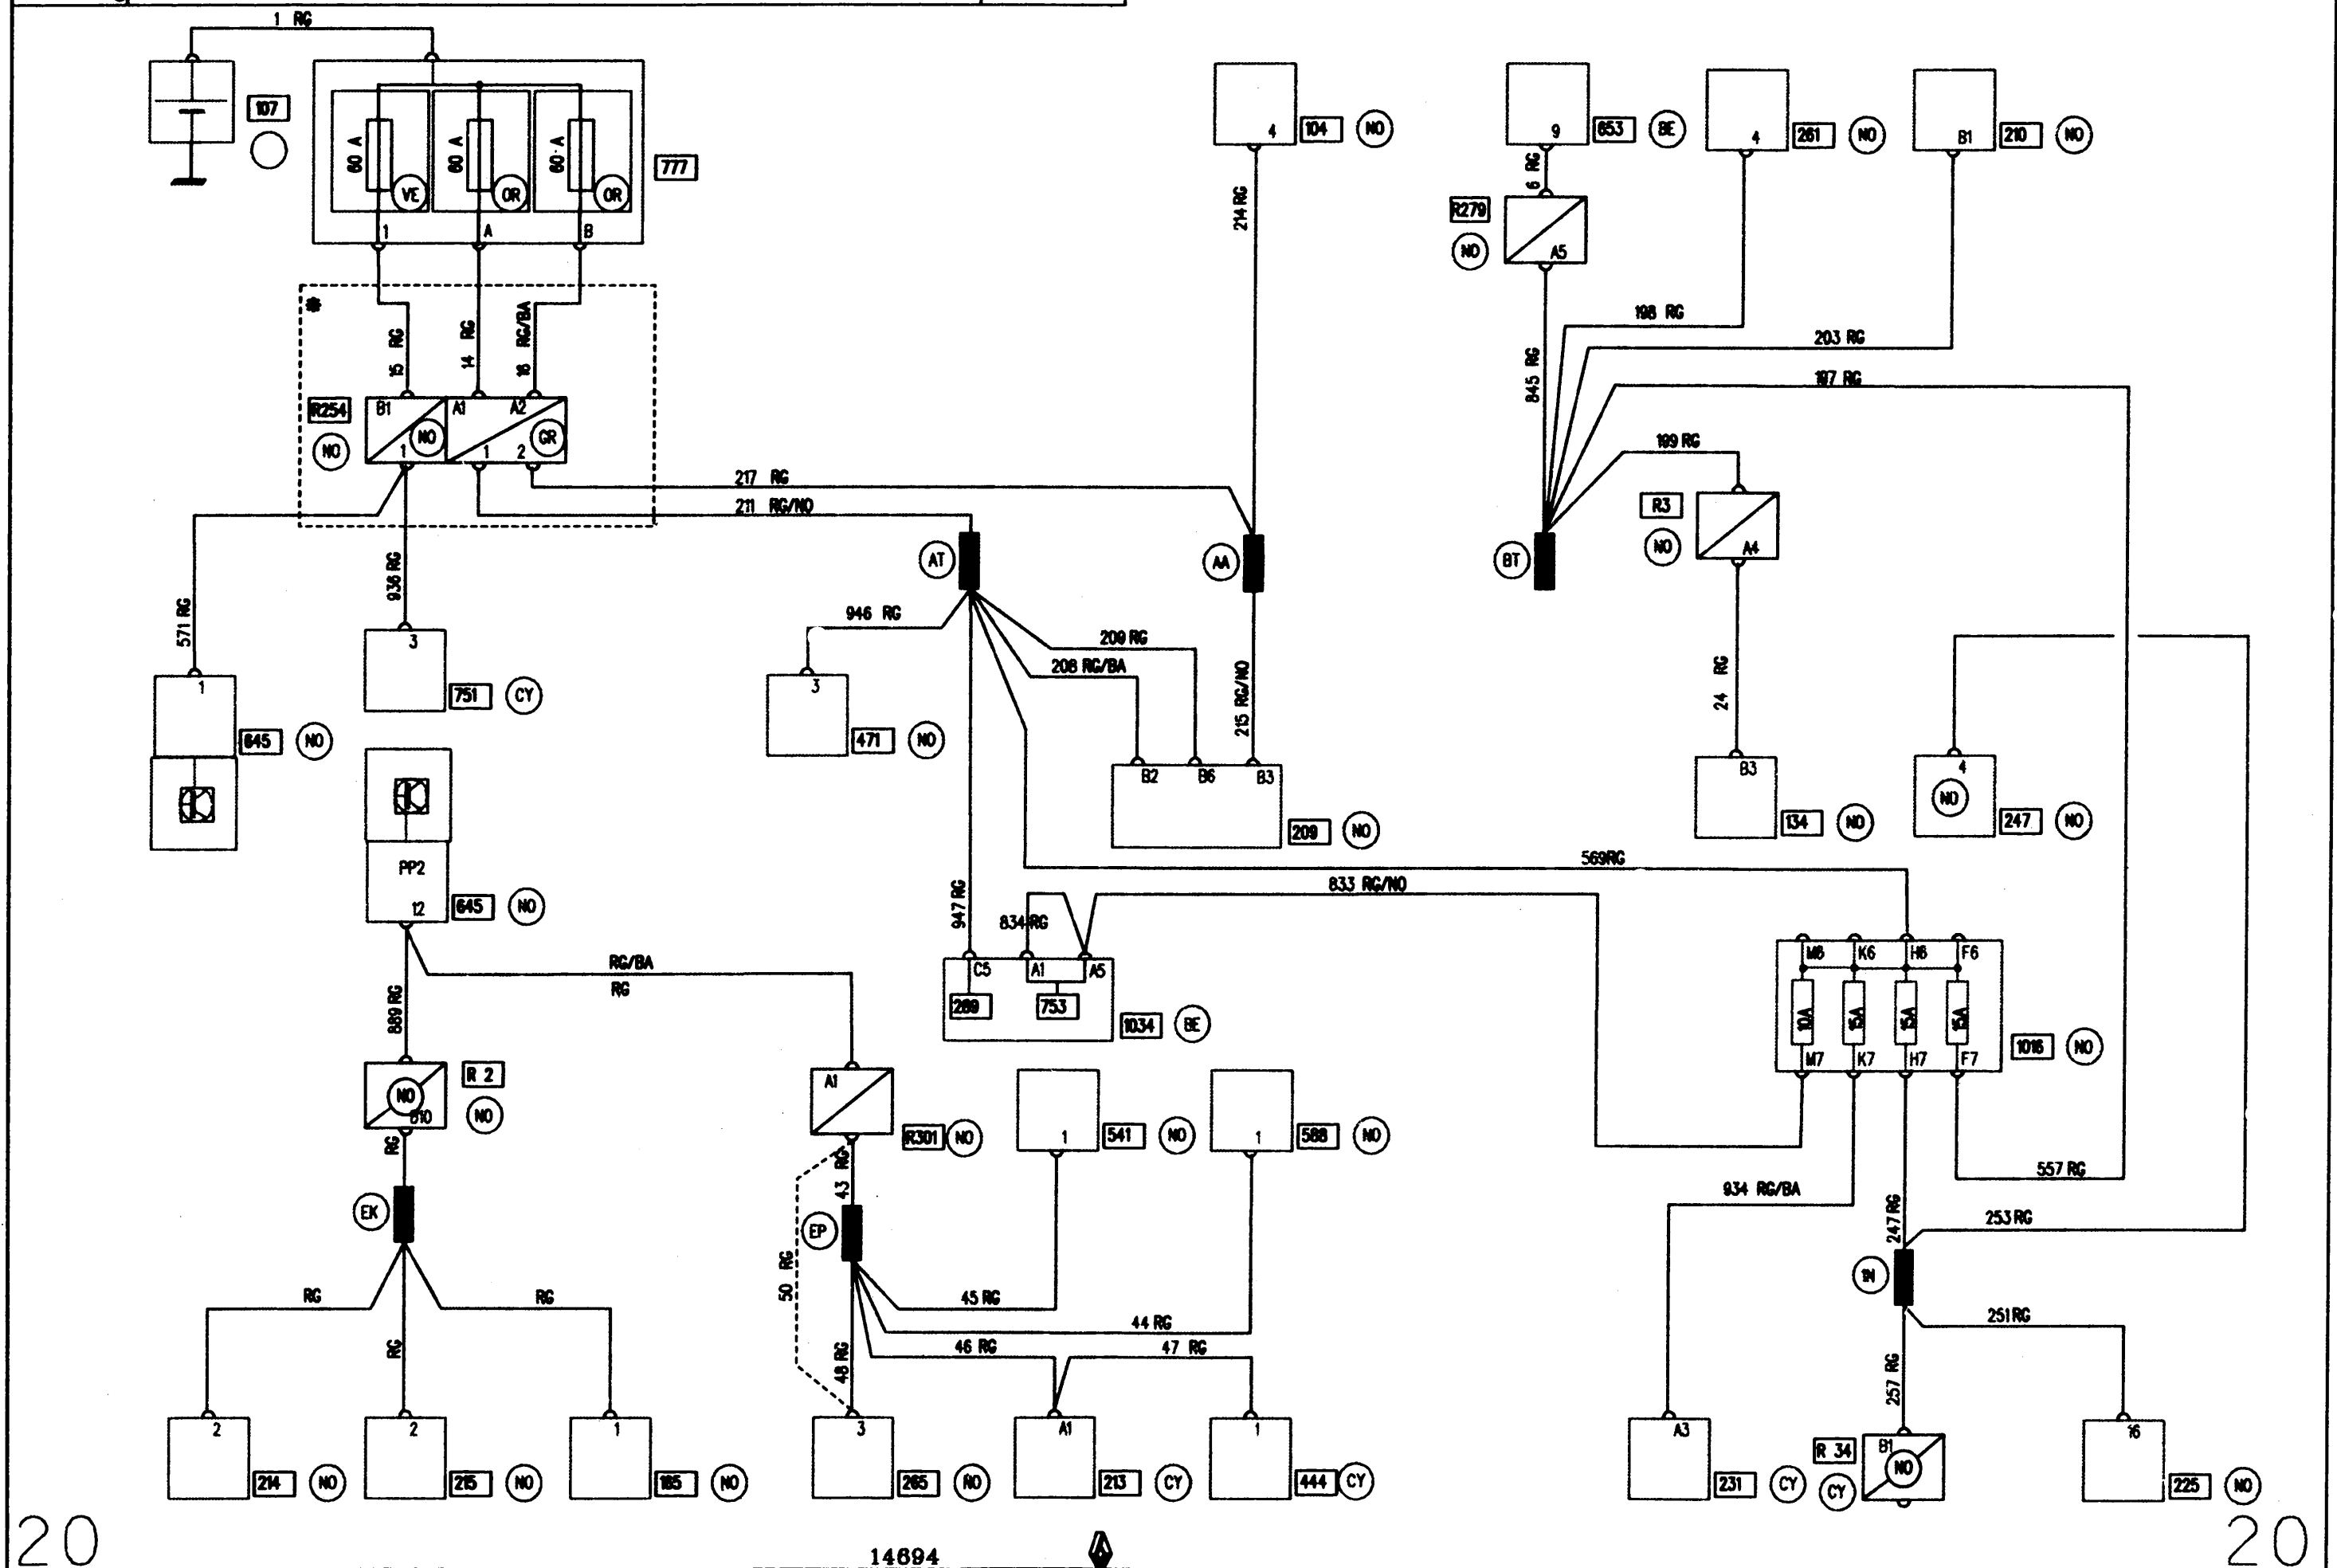 1 RG
107
60 A
60 A
60 A
VE
OR
OR
777
1
A
B
4
104
NO
9
653
BE
4
261
NO
B1
210
NO
6 RG
R279
NO
A5
214 RG
*
15 RG
14 RG
16 RG/BA
198 RG
203 RG
845 RG
197 RG
R254
NO
B1
A1
A2
NO
GR
1
1
2
199 RG
217 RG
211 RG/NO
R3
NO
A4
AT
AA
BT
936 RG
571 RG
946 RG
209 RG
208 RG/BA
215 RG/NO
24 RG
3
751
CY
1
645
NO
3
471
NO
B2
B6
B3
209
NO
B3
134
NO
4
NO
247
NO
PP2
12
645
NO
569RG
833 RG/NO
947 RG
834 RG
RG/BA
RG
889 RG
C5
A1
A5
289
753
1034
BE
M6
K6
H6
F6
10A
15A
15A
15A
M7
K7
H7
F7
1016
NO
NO
B10
R 2
NO
A1
R301
NO
1
541
NO
1
588
NO
RG
43 RG
557 RG
934 RG/BA
EK
EP
50 RG
247 RG
253 RG
1N
RG
RG
RG
45 RG
44 RG
46 RG
47 RG
48 RG
251 RG
257 RG
2
214
NO
2
215
NO
1
165
NO
3
265
NO
A1
213
CY
1
444
CY
A3
231
CY
R 34
CY
B1
NO
16
225
NO
20
14694
20